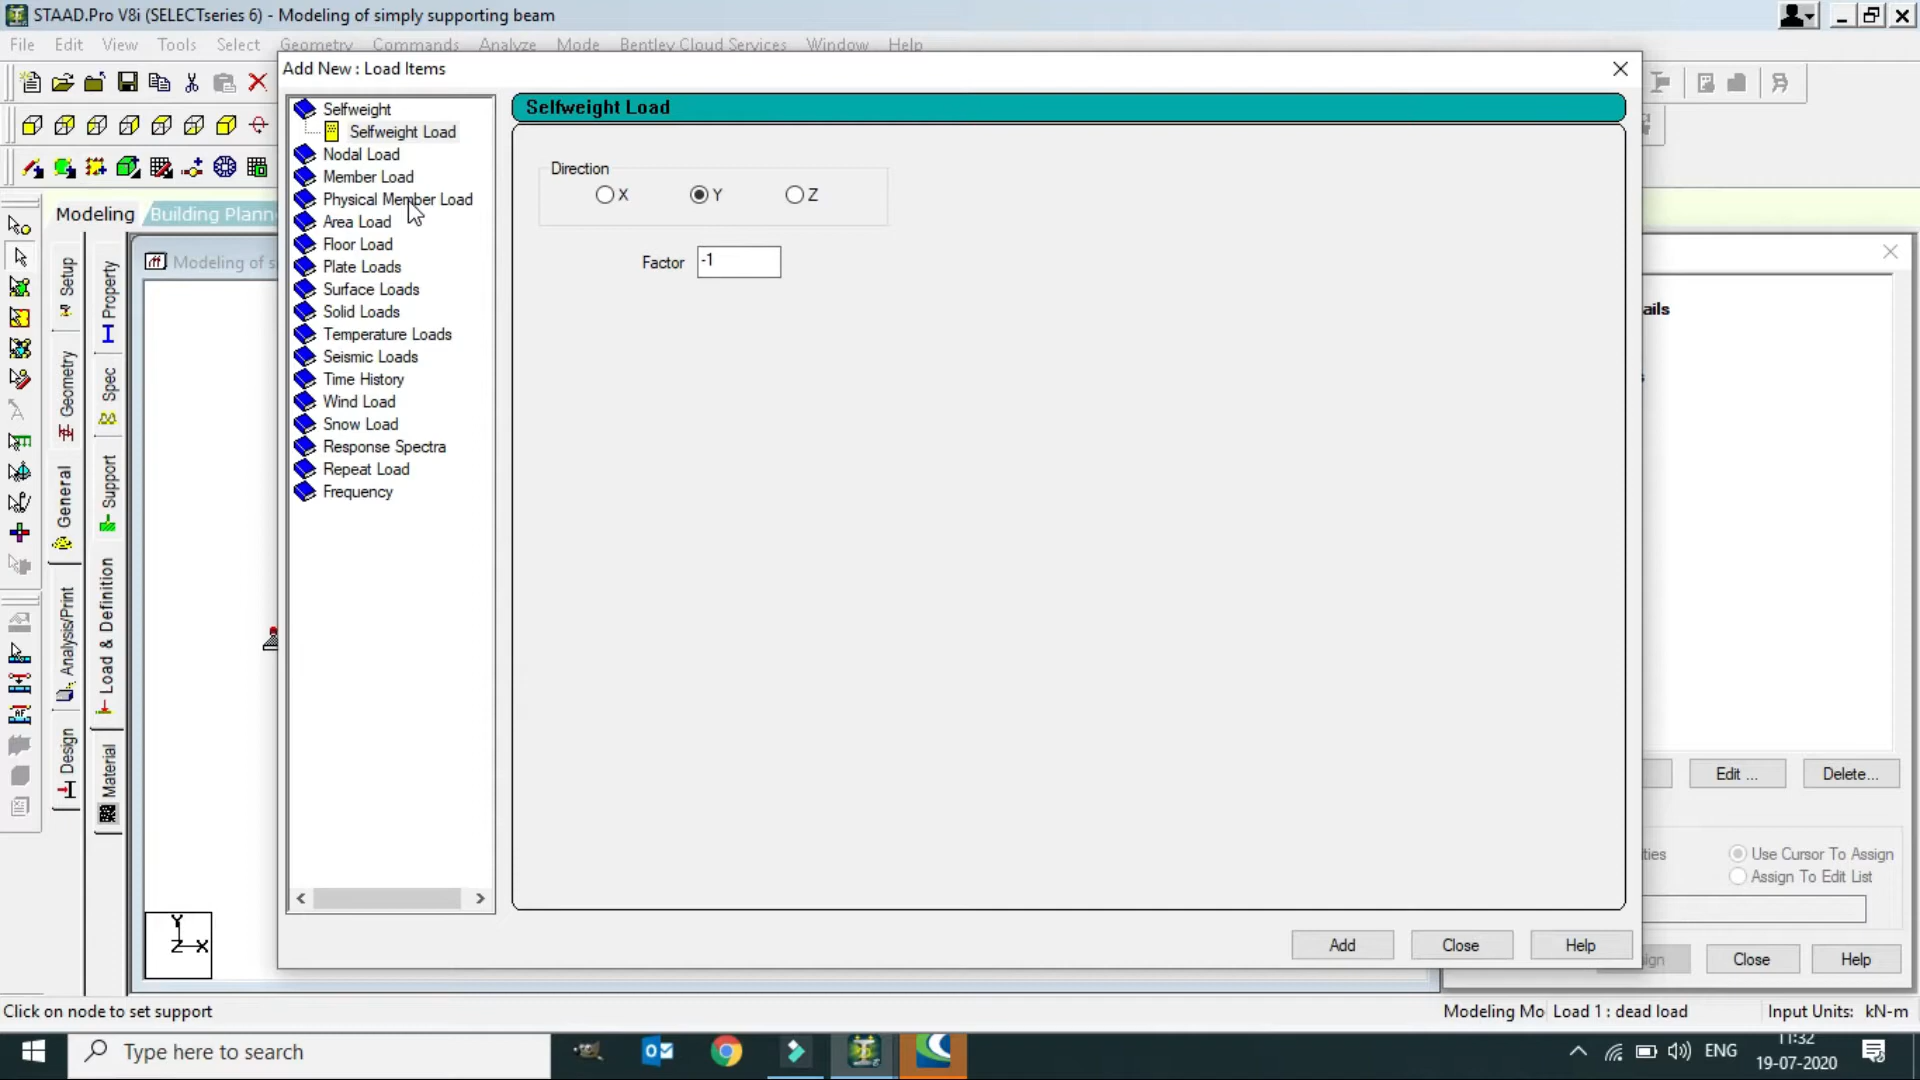 STAAD.Pro V8i (SELECTseries 6) - Modeling of simply supporting beam
File Edit View Tools Select Geometry Commands Analyze Mode Bentley Cloud Services Window Help
Add New : Load Items
Selfweight
Selfweight Load
Nodal Load
Member Load
Physical Member Load
Area Load
Floor Load
Plate Loads
Surface Loads
Solid Loads
Temperature Loads
Seismic Loads
Time History
Wind Load
Snow Load
Response Spectra
Repeat Load
Frequency
Selfweight Load
Direction
X Y Z
Factor -1
Add Close Help
Modeling Building Plann
Modeling of s
Setup
Geometry
General
Analysis/Print
Design
Property
Spec
Support
Load & Definition
Material
AF
Y
Z X
ails
Edit ... Delete...
ties
Use Cursor To Assign
Assign To Edit List
ign Close Help
Click on node to set support
Modeling Mo Load 1 : dead load Input Units: kN-m
Type here to search
ENG
11:32
19-07-2020